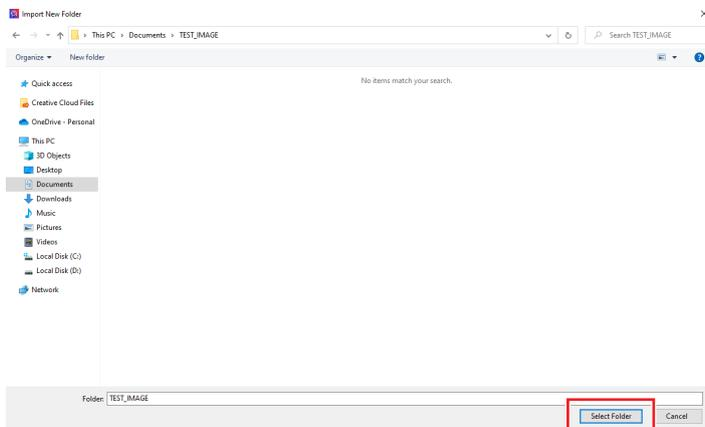 Import New Folder
This PC > Documents > TEST_IMAGE
Search TEST_IMAGE
Organize
New folder
No items match your search.
Quick access
Creative Cloud Files
OneDrive - Personal
This PC
3D Objects
Desktop
Documents
Downloads
Music
Pictures
Videos
Local Disk (C:)
Local Disk (D:)
Network
Folder: TEST_IMAGE
Select Folder
Cancel